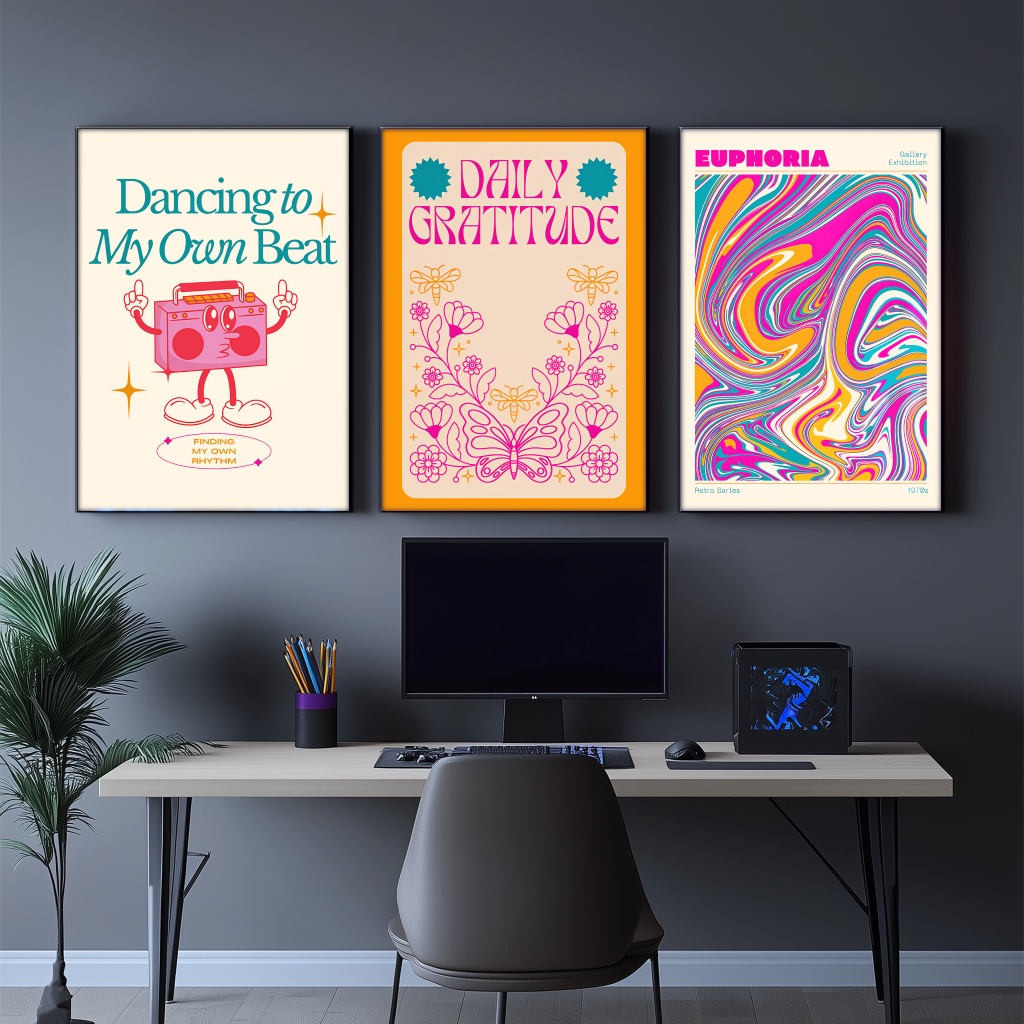 Dancing to
My Own Beat
FINDING
MY OWN
RHYTHM
DAILY
GRATITUDE
EUPHORIA
Gallery
Exhibition
Retro Series
1970s